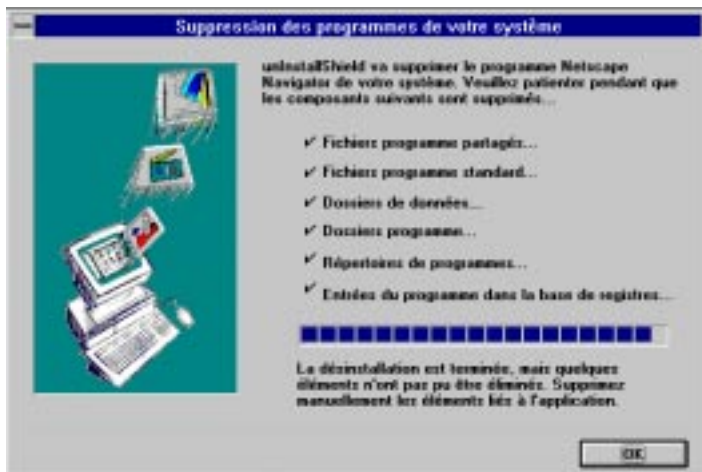 Suppression des programmes de votre système
unInstallShield va supprimer le programme Netscape
Navigator de votre système. Veuillez patienter pendant que
les composants suivants sont supprimés...
✓ Fichiers programme partagés...
✓ Fichiers programme standard...
✓ Dossiers de données...
✓ Dossiers programme...
✓ Répertoires de programmes...
✓ Entrées du programme dans la base de registres...
La désinstallation est terminée, mais quelques
éléments n'ont pas pu être éliminés. Supprimez
manuellement les éléments liés à l'application.
OK